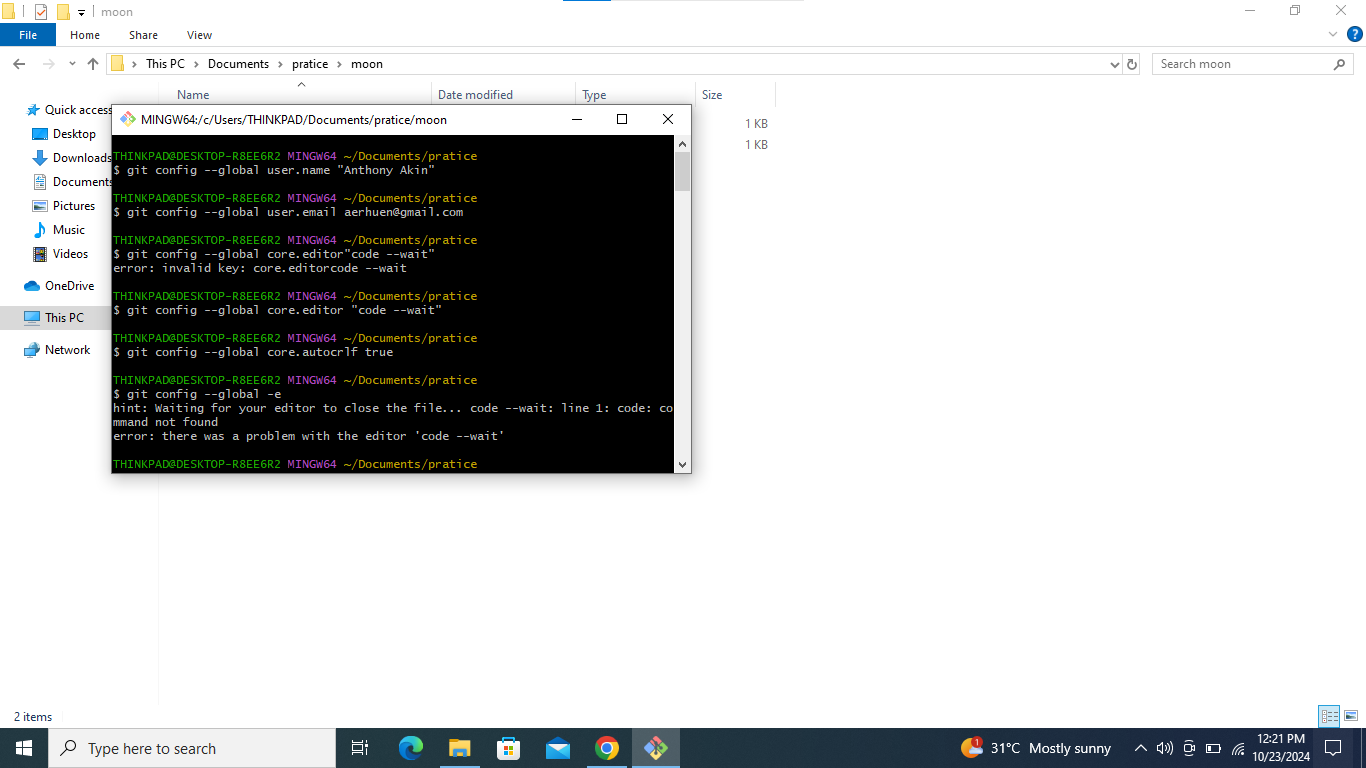 moon
File
Home
Share
View
This PC
Documents
pratice
moon
Search moon
Name
Date modified
Type
Size
Quick access
Desktop
Downloads
Documents
Pictures
Music
Videos
OneDrive
This PC
Network
1 KB
1 KB
MINGW64:/c/Users/THINKPAD/Documents/pratice/moon
THINKPAD@DESKTOP-R8EE6R2 MINGW64 ~/Documents/pratice
$ git config --global user.name "Anthony Akin"
THINKPAD@DESKTOP-R8EE6R2 MINGW64 ~/Documents/pratice
$ git config --global user.email aerhuen@gmail.com
THINKPAD@DESKTOP-R8EE6R2 MINGW64 ~/Documents/pratice
$ git config --global core.editor"code --wait"
error: invalid key: core.editorcode --wait
THINKPAD@DESKTOP-R8EE6R2 MINGW64 ~/Documents/pratice
$ git config --global core.editor "code --wait"
THINKPAD@DESKTOP-R8EE6R2 MINGW64 ~/Documents/pratice
$ git config --global core.autocrlf true
THINKPAD@DESKTOP-R8EE6R2 MINGW64 ~/Documents/pratice
$ git config --global -e
hint: Waiting for your editor to close the file... code --wait: line 1: code: co
mmand not found
error: there was a problem with the editor 'code --wait'
THINKPAD@DESKTOP-R8EE6R2 MINGW64 ~/Documents/pratice
2 items
Type here to search
1
31°C Mostly sunny
12:21 PM
10/23/2024